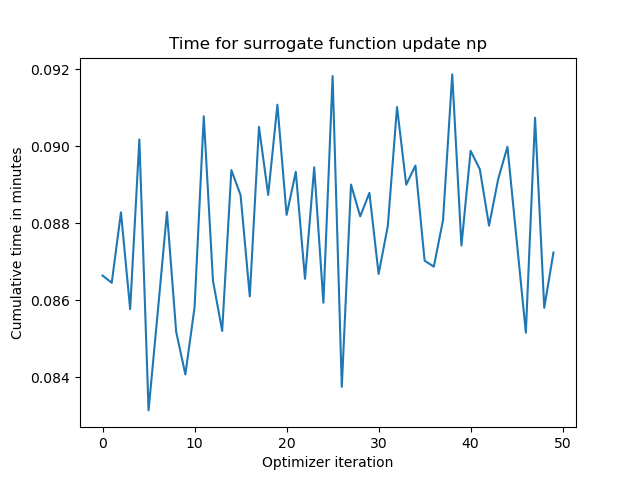 Time for surrogate function update np
Cumulative time in minutes
0.092
0.090
0.088
0.086
0.084
0 10 20 30 40 50
Optimizer iteration